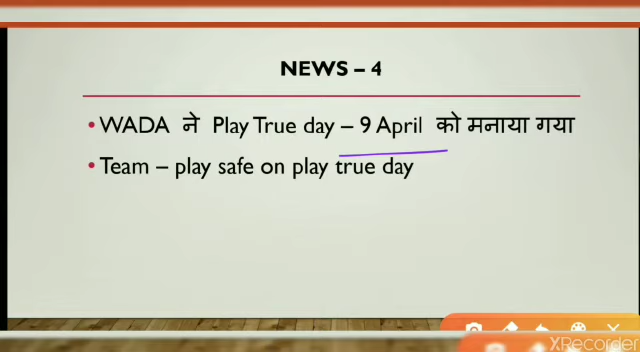 NEWS – 4
• WADA ने Play True day – 9 April को मनाया गया
• Team – play safe on play true day
XRecorder